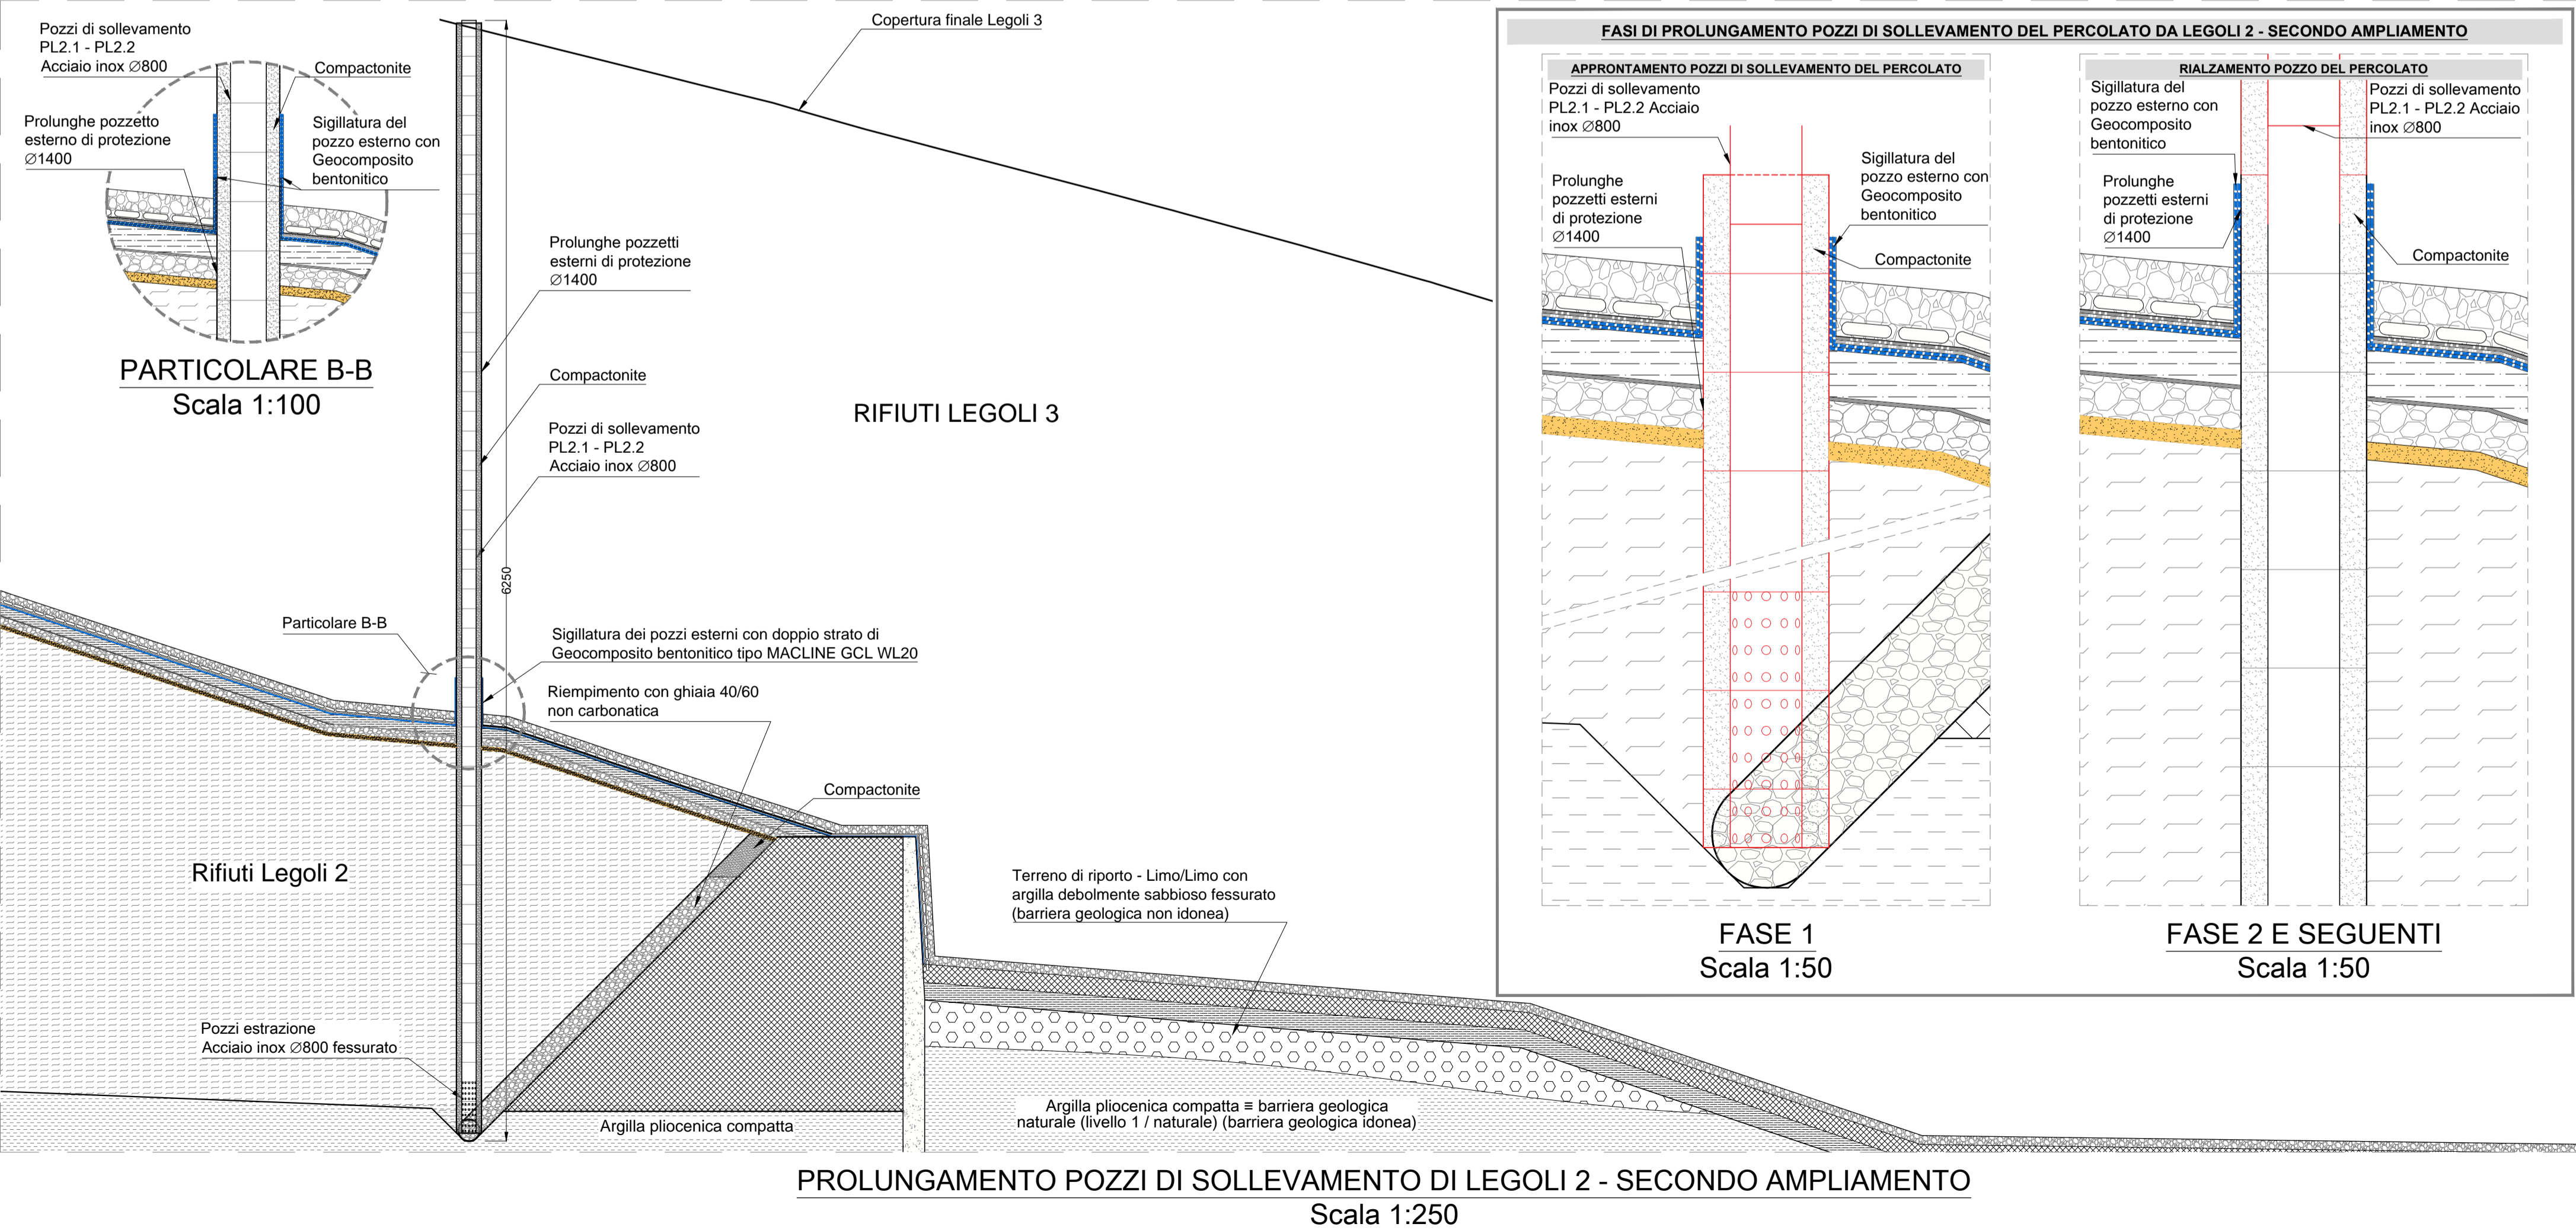 Pozzi di sollevamento
PL2.1 - PL2.2
Acciaio inox Ø800
Compactonite
Prolunghe pozzetto
esterno di protezione
Ø1400
Sigillatura del
pozzo esterno con
Geocomposito
bentonitico
PARTICOLARE B-B
Scala 1:100
Copertura finale Legoli 3
Prolunghe pozzetti
esterni di protezione
Ø1400
Compactonite
Pozzi di sollevamento
PL2.1 - PL2.2
Acciaio inox Ø800
RIFIUTI LEGOLI 3
6250
Particolare B-B
Sigillatura dei pozzi esterni con doppio strato di
Geocomposito bentonitico tipo MACLINE GCL WL20
Riempimento con ghiaia 40/60
non carbonatica
Compactonite
Rifiuti Legoli 2
Terreno di riporto - Limo/Limo con
argilla debolmente sabbioso fessurato
(barriera geologica non idonea)
Pozzi estrazione
Acciaio inox Ø800 fessurato
Argilla pliocenica compatta
Argilla pliocenica compatta ≡ barriera geologica
naturale (livello 1 / naturale) (barriera geologica idonea)
FASI DI PROLUNGAMENTO POZZI DI SOLLEVAMENTO DEL PERCOLATO DA LEGOLI 2 - SECONDO AMPLIAMENTO
APPRONTAMENTO POZZI DI SOLLEVAMENTO DEL PERCOLATO
Pozzi di sollevamento
PL2.1 - PL2.2 Acciaio
inox Ø800
Sigillatura del
pozzo esterno con
Geocomposito
bentonitico
Prolunghe
pozzetti esterni
di protezione
Ø1400
Compactonite
FASE 1
Scala 1:50
RIALZAMENTO POZZO DEL PERCOLATO
Sigillatura del
pozzo esterno con
Geocomposito
bentonitico
Pozzi di sollevamento
PL2.1 - PL2.2 Acciaio
inox Ø800
Prolunghe
pozzetti esterni
di protezione
Ø1400
Compactonite
FASE 2 E SEGUENTI
Scala 1:50
PROLUNGAMENTO POZZI DI SOLLEVAMENTO DI LEGOLI 2 - SECONDO AMPLIAMENTO
Scala 1:250